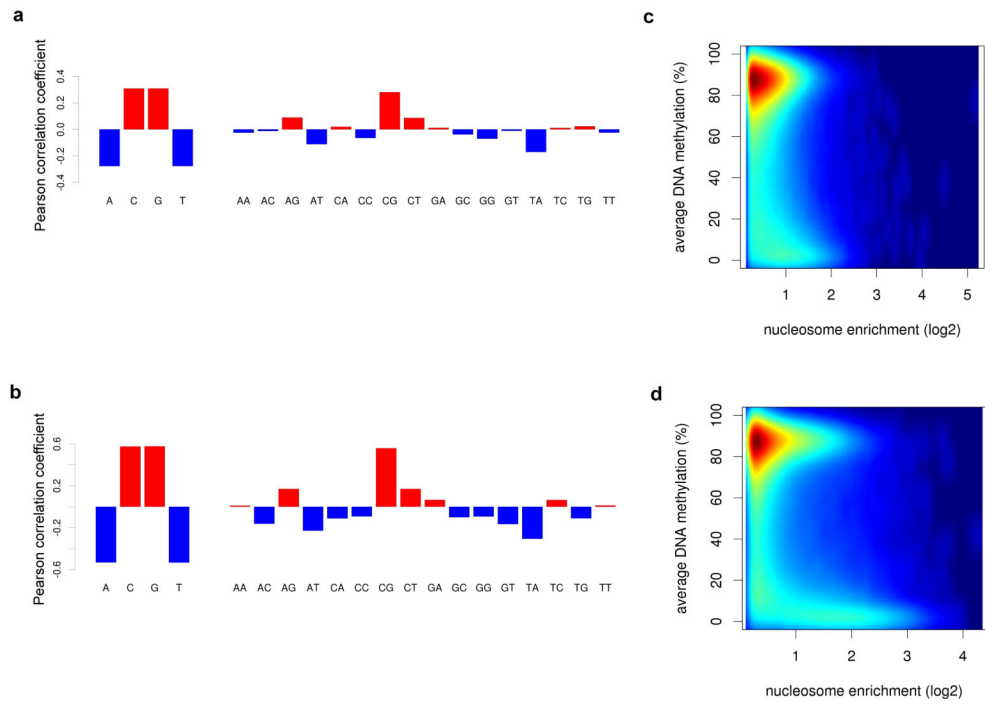 a
Pearson correlation coefficient
0.4
0.2
0.0
-0.2
-0.4
A C G T
AA AC AG AT CA CC CG CT GA GC GG GT TA TC TG TT
c
average DNA methylation (%)
100
80
60
40
20
0
1 2 3 4 5
nucleosome enrichment (log2)
b
Pearson correlation coefficient
0.6
0.2
-0.2
-0.6
A C G T
AA AC AG AT CA CC CG CT GA GC GG GT TA TC TG TT
d
average DNA methylation (%)
100
80
60
40
20
0
1 2 3 4
nucleosome enrichment (log2)